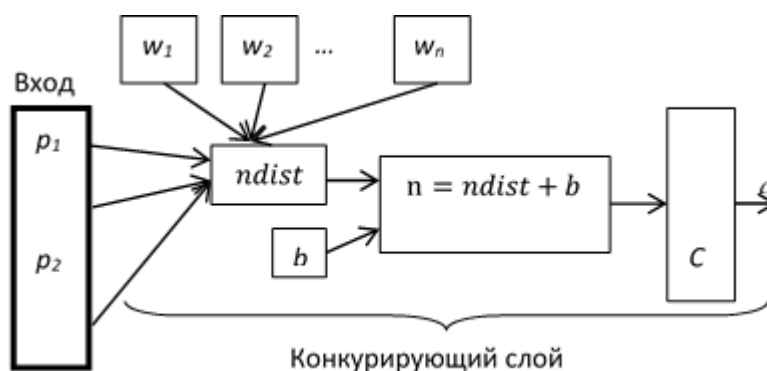 w1 w2 ... wn
Вход
p1
ndist
n = ndist + b
p2
b
C
Конкурирующий слой